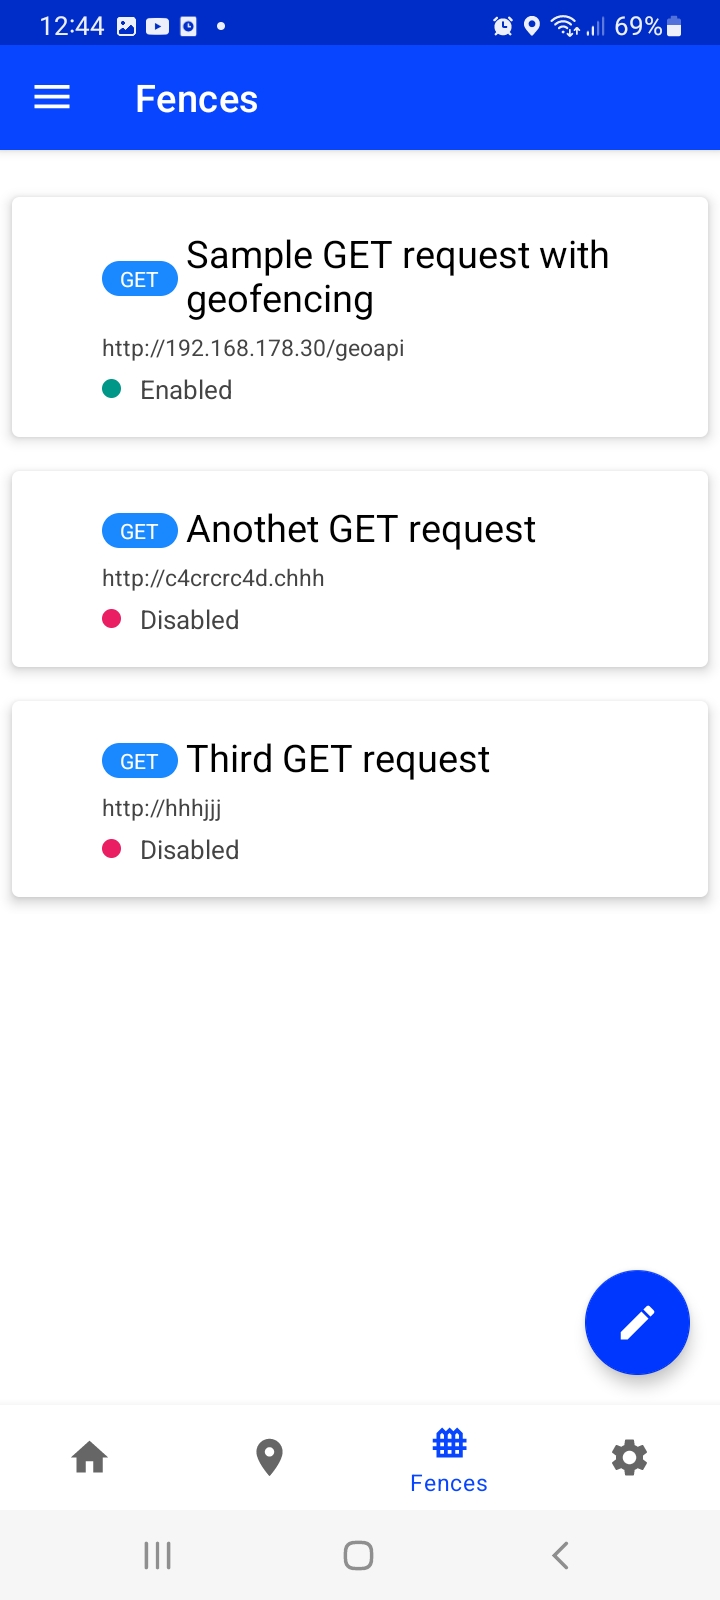 12:44
69%
Fences
GET
Sample GET request with
geofencing
http://192.168.178.30/geoapi
Enabled
GET Anothet GET request
http://c4crcrc4d.chhh
Disabled
GET Third GET request
http://hhhjjj
Disabled
Fences